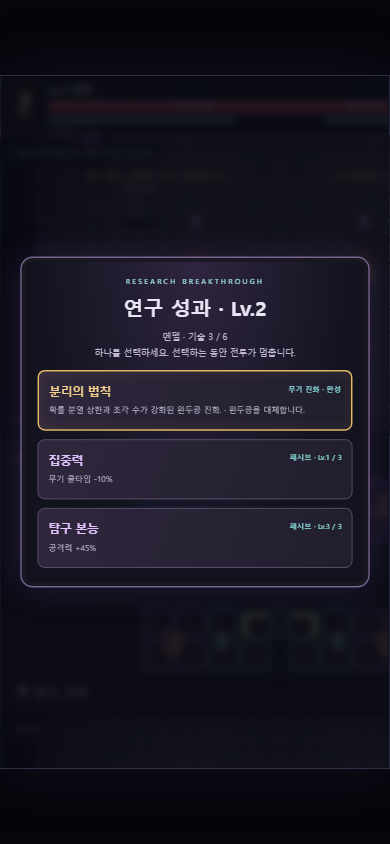 RESEARCH BREAKTHROUGH
연구 성과 · Lv.2
멘델 · 기술 3 / 6
하나를 선택하세요. 선택하는 동안 전투가 멈춥니다.
분리의 법칙
무기 진화 · 완성
확률 분열 상한과 조각 수가 강화된 완두콩 진화. · 완두콩을 대체합니다.
집중력
패시브 · Lv.1 / 3
무기 쿨타임 -10%
탐구 본능
패시브 · Lv.3 / 3
공격력 +45%